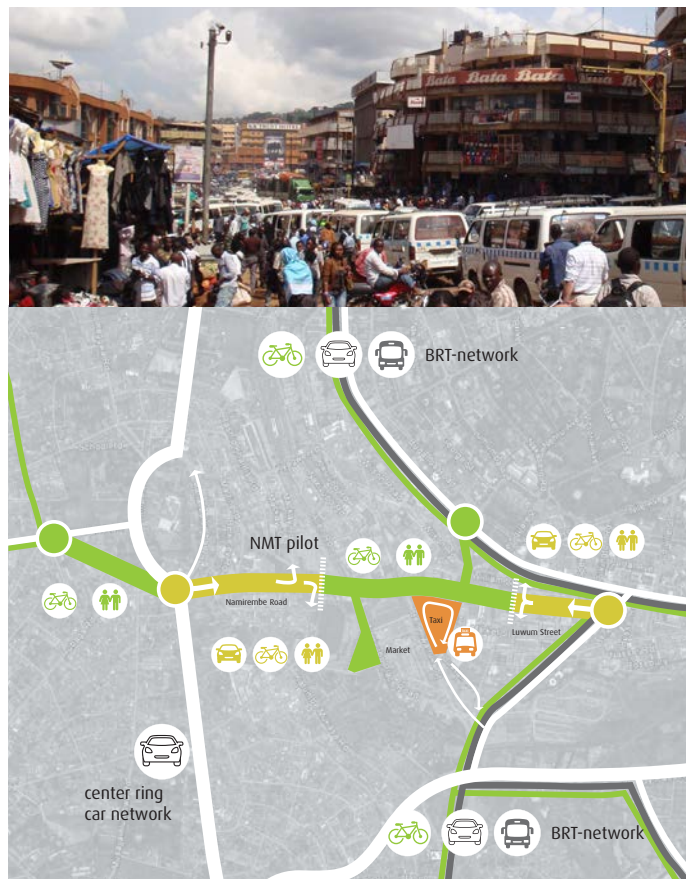 Bata Bata Bata Bata
BRT-network
NMT pilot
Namirembe Road
Taxi
Luwum Street
Market
center ring
car network
BRT-network